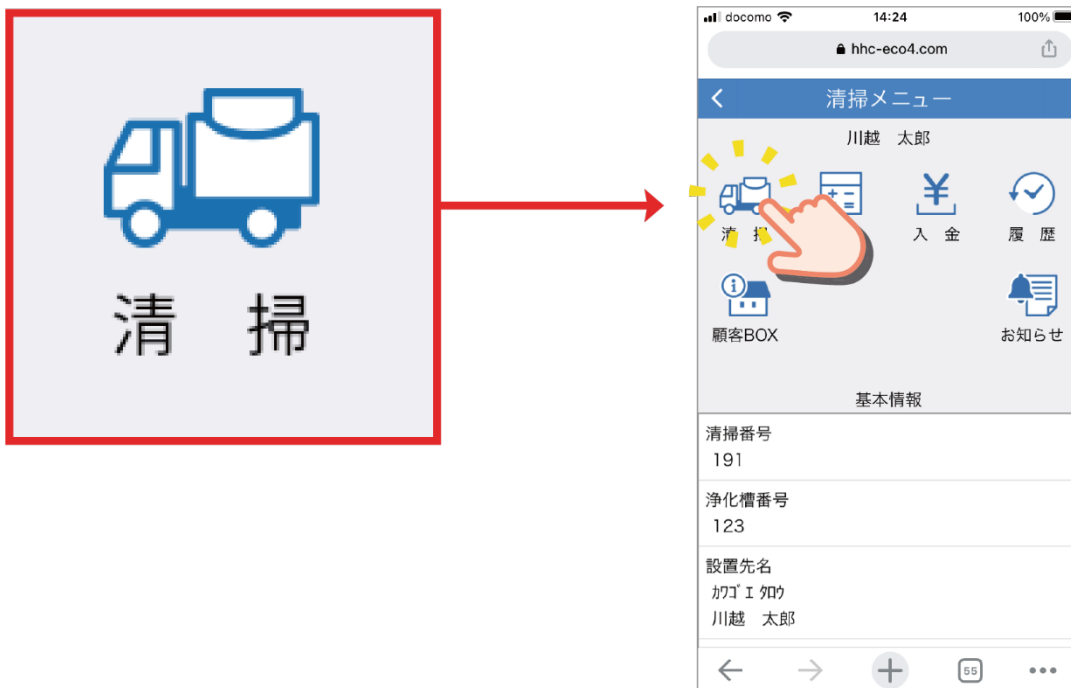 清 掃
docomo 14:24 100%
hhc-eco4.com
清掃メニュー
川越 太郎
清 掃
入 金
履 歴
顧客BOX
お知らせ
基本情報
清掃番号
191
浄化槽番号
123
設置先名
ｶﾜｺﾞｴ ﾀﾛｳ
川越 太郎
55